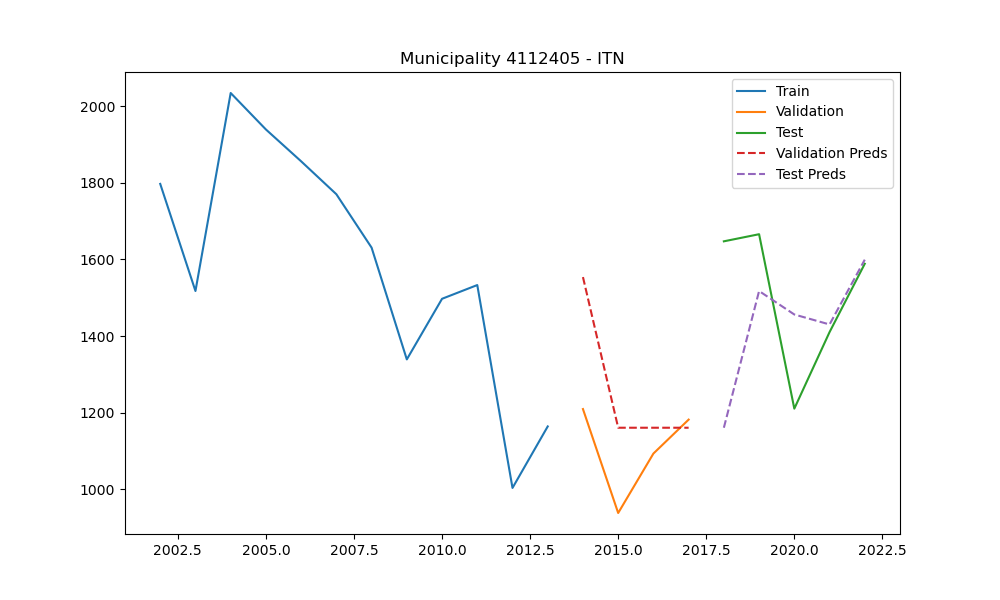 Municipality 4112405 - ITN
Train
Validation
Test
Validation Preds
Test Preds
2000
1800
1600
1400
1200
1000
2002.5 2005.0 2007.5 2010.0 2012.5 2015.0 2017.5 2020.0 2022.5